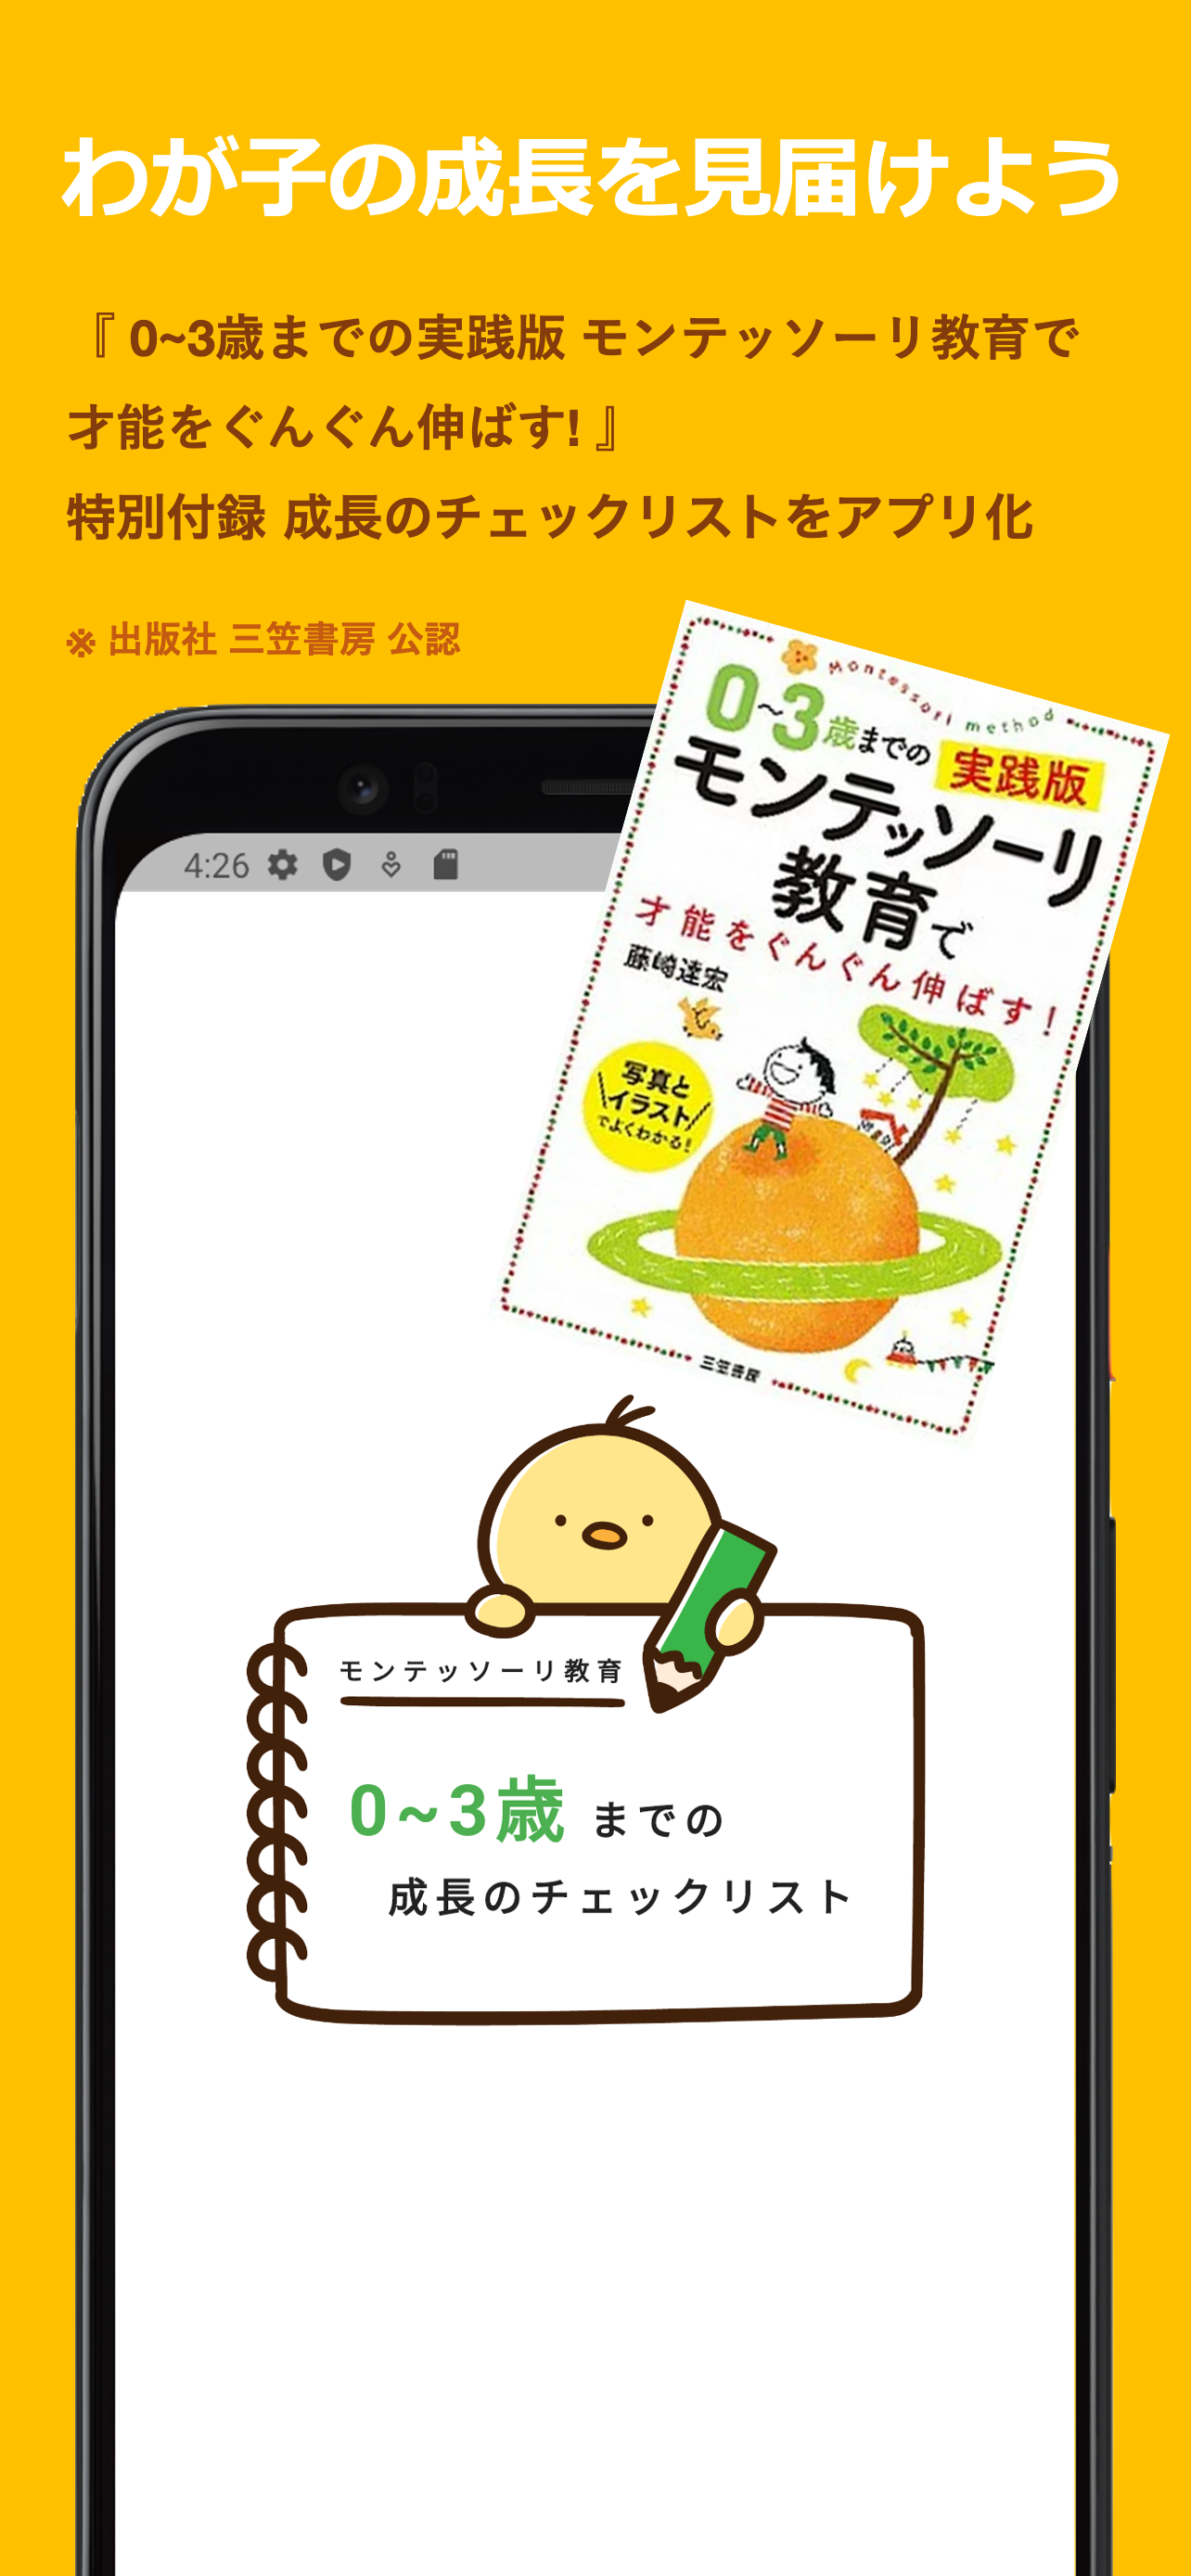 わが子の成長を見届けよう
『 0~3歳までの実践版 モンテッソーリ教育で
才能をぐんぐん伸ばす! 』
特別付録 成長のチェックリストをアプリ化
※ 出版社 三笠書房 公認
4:26
Montessori method
0~3歳までの 実践版
モンテッソーリ
教育で
才能をぐんぐん伸ばす!
藤崎達宏
写真と
イラスト
でよくわかる!
三笠書房
モンテッソーリ教育
0~3歳 までの
成長のチェックリスト